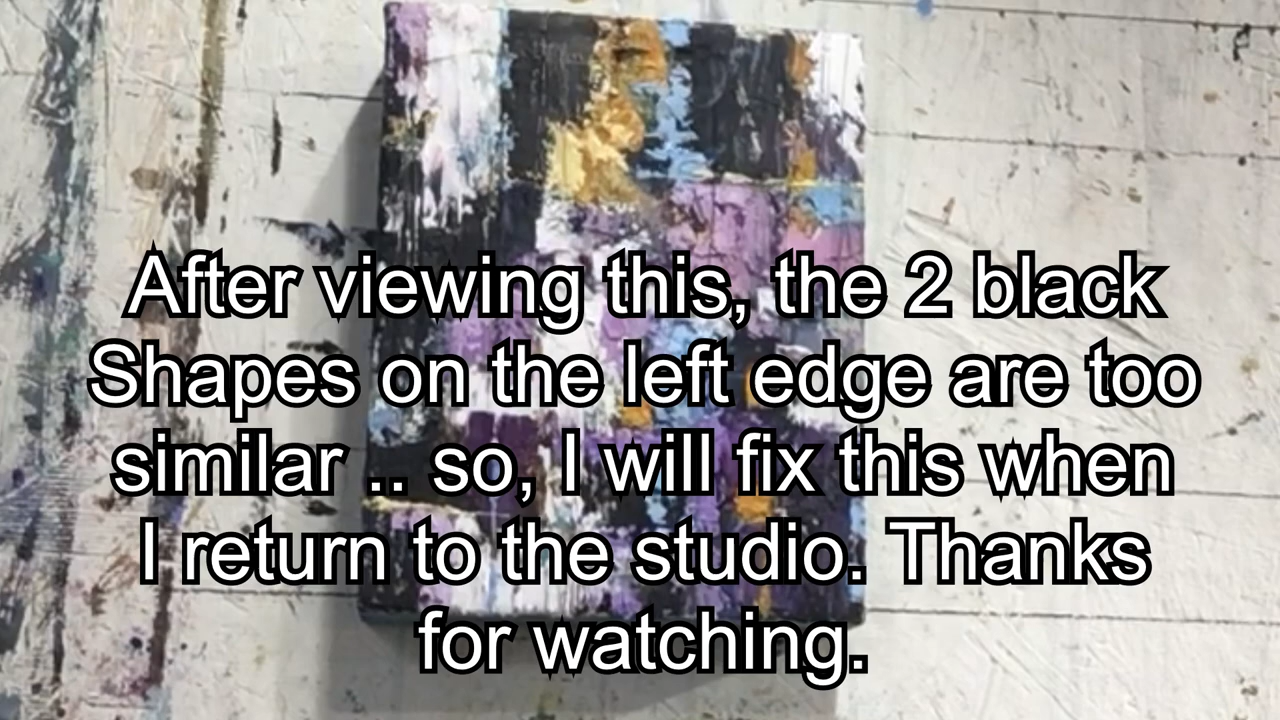 After viewing this, the 2 black
Shapes on the left edge are too
similar .. so, I will fix this when
I return to the studio. Thanks
for watching.